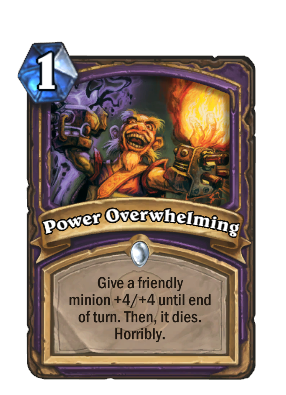 1
Power Overwhelming
Give a friendly
minion +4/+4 until end
of turn. Then, it dies.
Horribly.